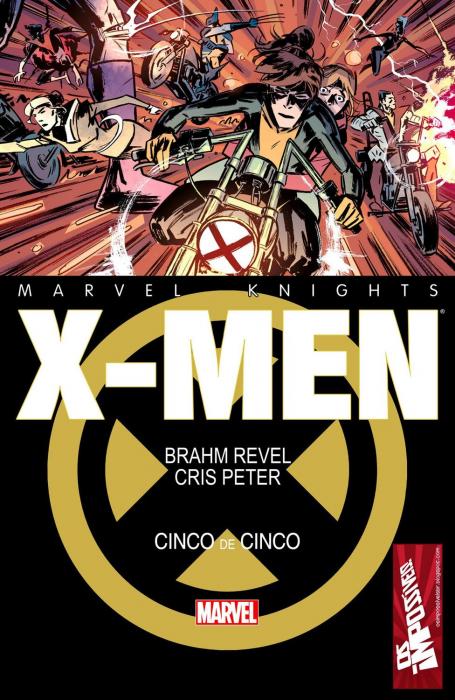 MARVEL KNIGHTS
X-MEN®
BRAHM REVEL
CRIS PETER
CINCO DE CINCO
MARVEL
OS
IMPOSSÍVEIS